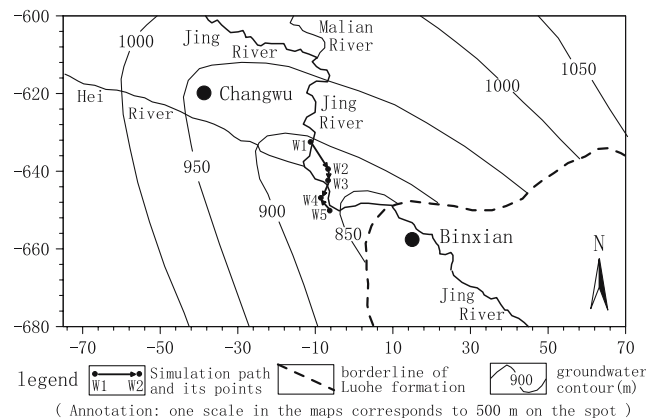 -600
-620
-640
-660
-680
1000
Jing
River
Malian
River
1050
1000
Hei
River
Changwu
Jing
River
950
W1
W2
W3
W4
W5
900
850
Binxian
N
Jing
River
-70 -50 -30 -10 10 30 50 70
legend
W1 W2
Simulation path
and its points
borderline of
Luohe formation
900
groundwater
contour(m)
( Annotation: one scale in the maps corresponds to 500 m on the spot )